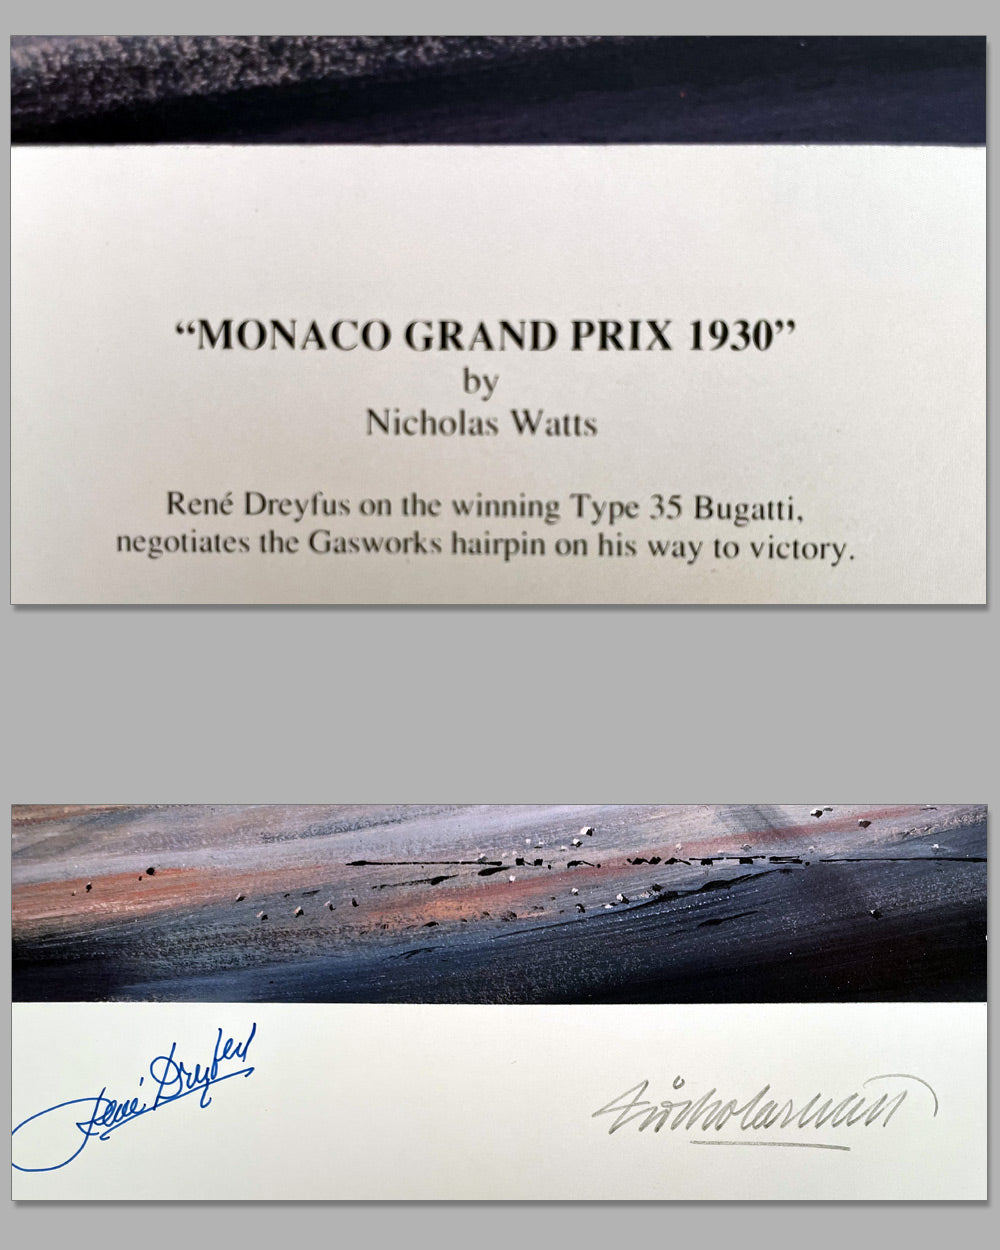 “MONACO GRAND PRIX 1930”
by
Nicholas Watts
René Dreyfus on the winning Type 35 Bugatti,
negotiates the Gasworks hairpin on his way to victory.
René Dreyfus
Nicholas Watts